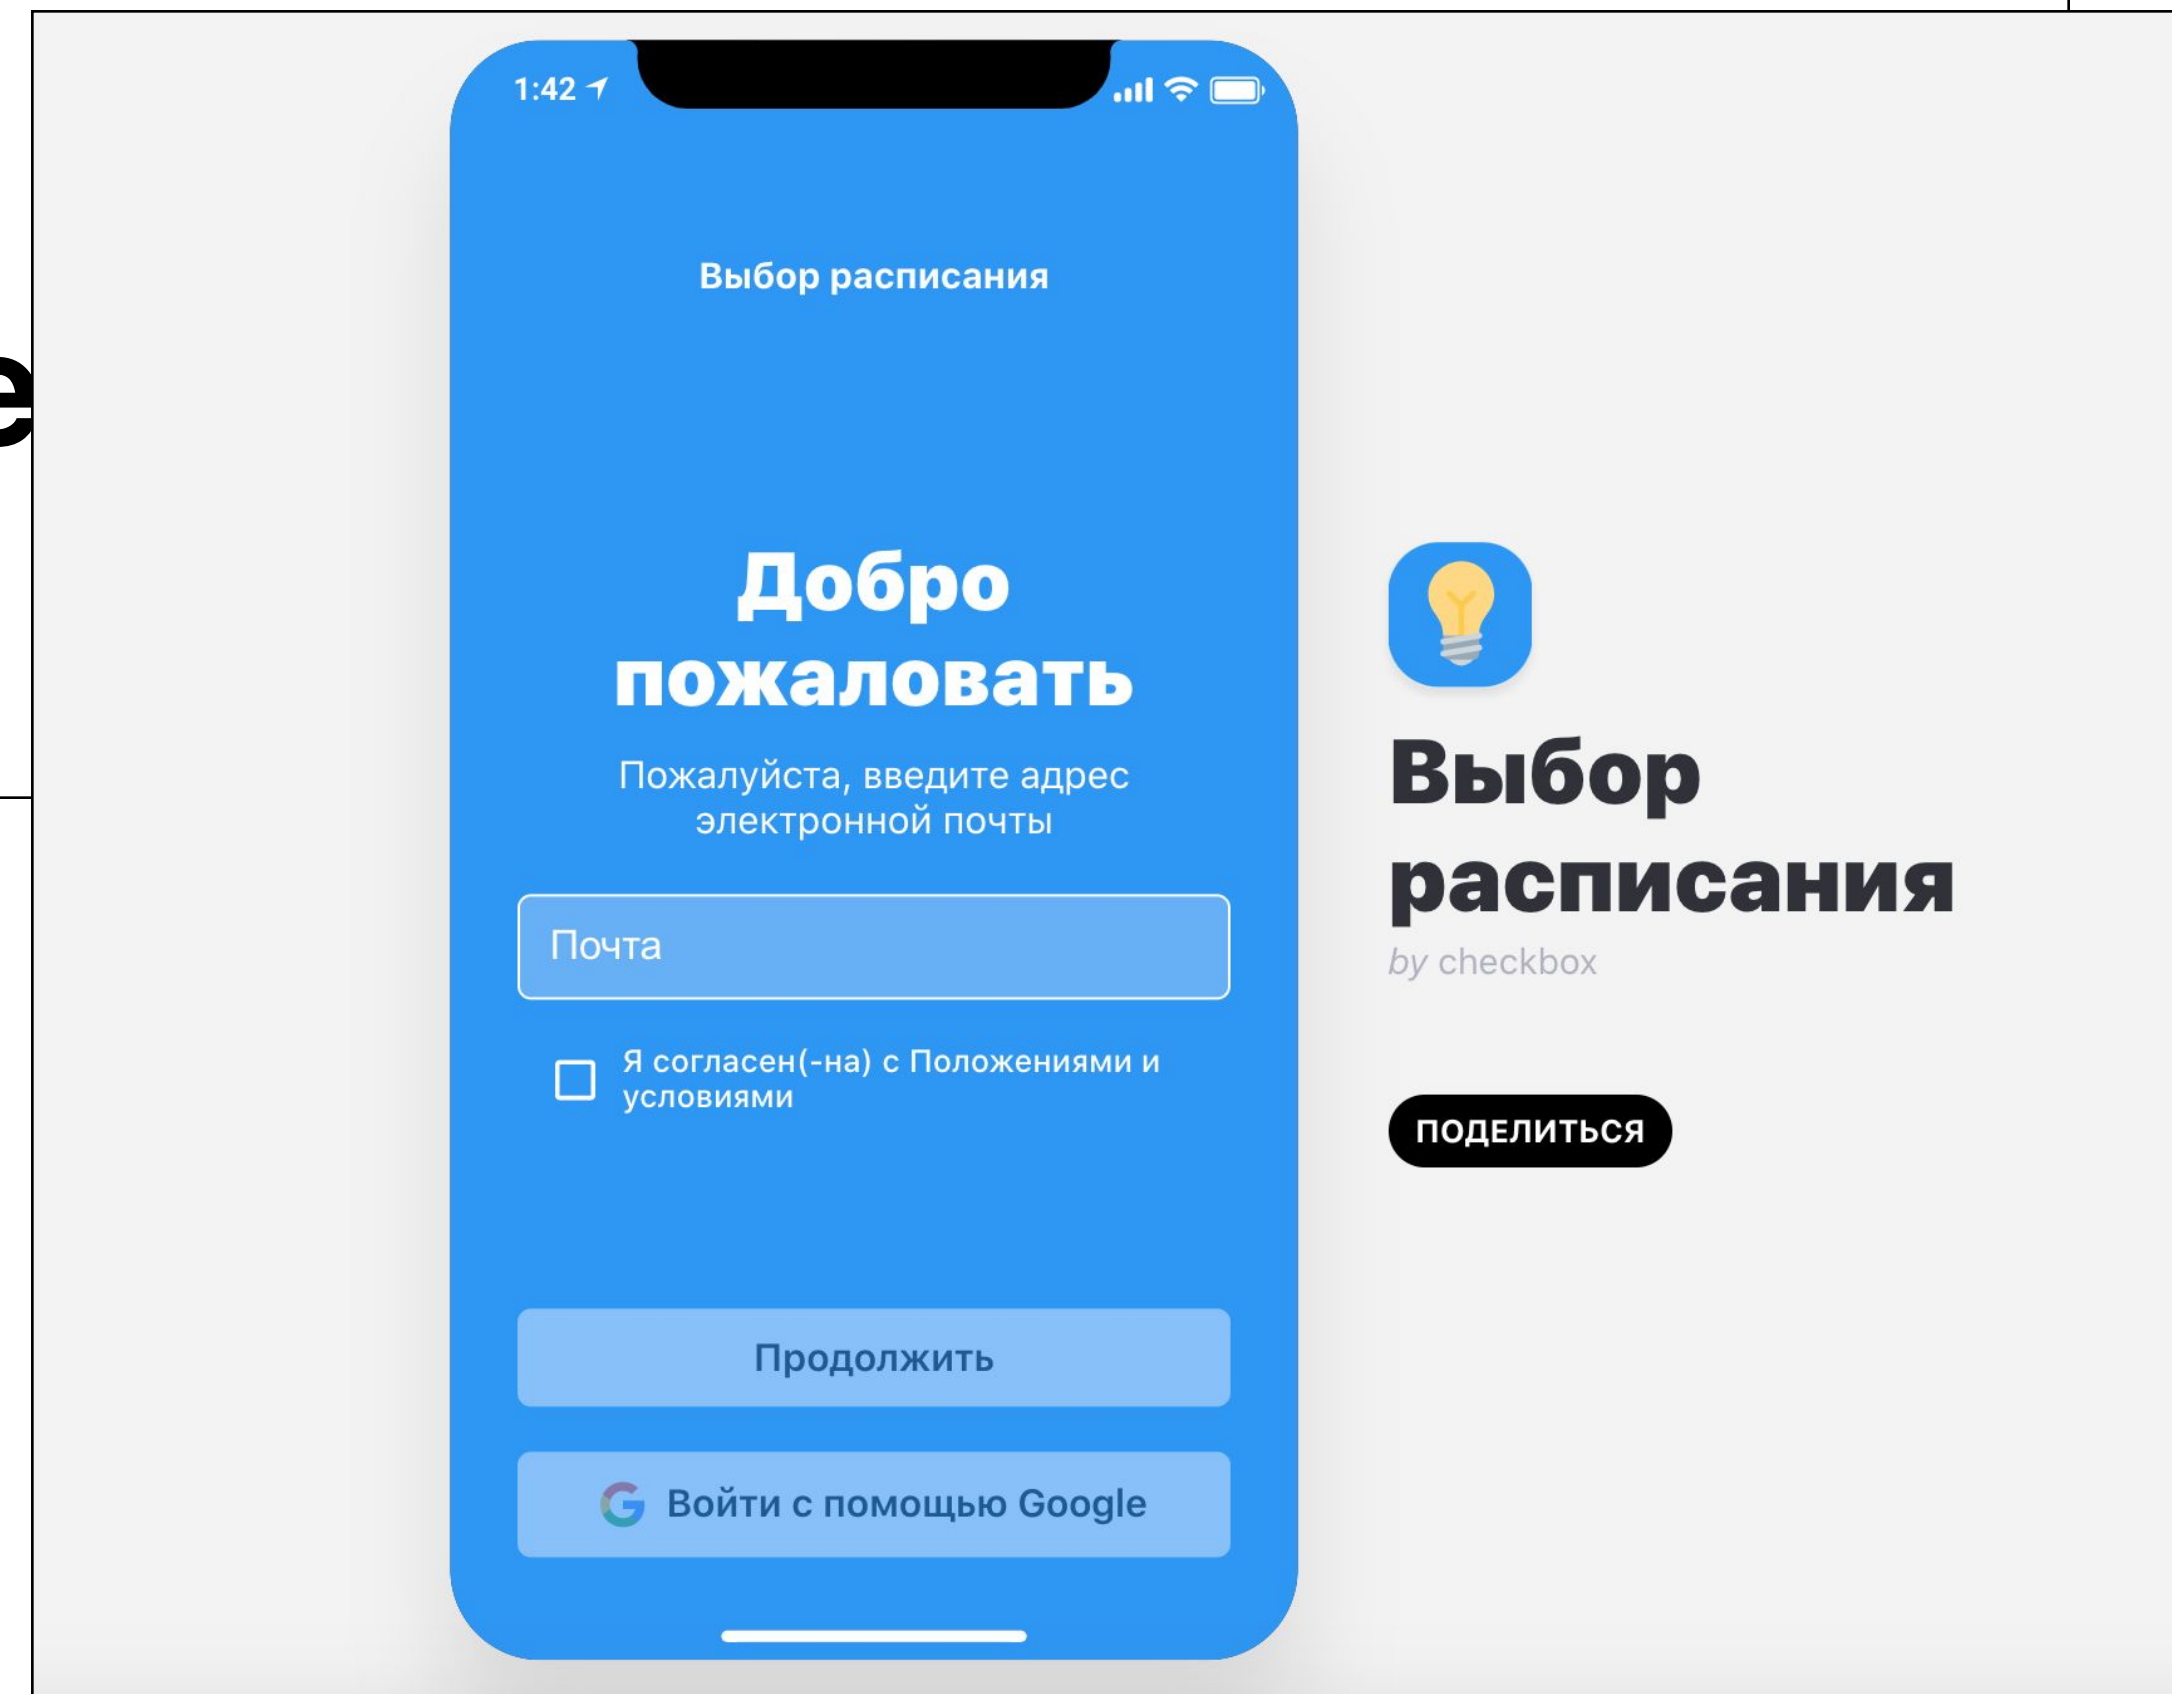 1:42
Выбор расписания
Добро
пожаловать
Пожалуйста, введите адрес
электронной почты
Почта
Я согласен(-на) с Положениями и
условиями
Продолжить
Войти с помощью Google
Выбор
расписания
by checkbox
ПОДЕЛИТЬСЯ
e